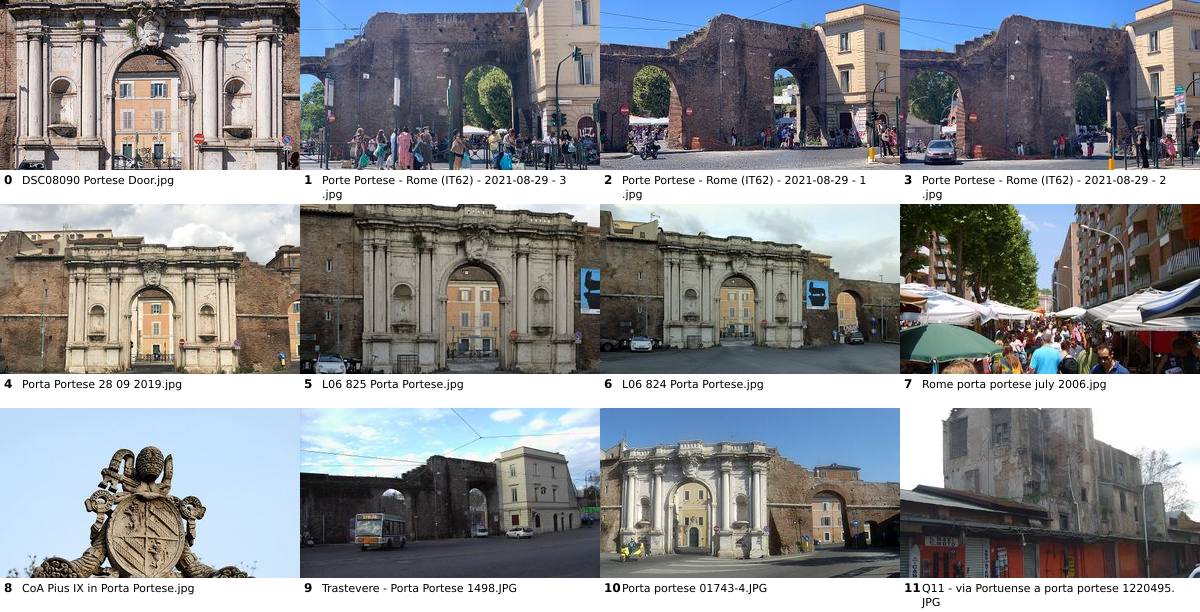 0 DSC08090 Portese Door.jpg
1 Porte Portese - Rome (IT62) - 2021-08-29 - 3
.jpg
2 Porte Portese - Rome (IT62) - 2021-08-29 - 1
.jpg
3 Porte Portese - Rome (IT62) - 2021-08-29 - 2
.jpg
4 Porta Portese 28 09 2019.jpg
5 L06 825 Porta Portese.jpg
6 L06 824 Porta Portese.jpg
7 Rome porta portese july 2006.jpg
8 CoA Pius IX in Porta Portese.jpg
9 Trastevere - Porta Portese 1498.JPG
10 Porta portese 01743-4.JPG
11 Q11 - via Portuense a porta portese 1220495.
JPG